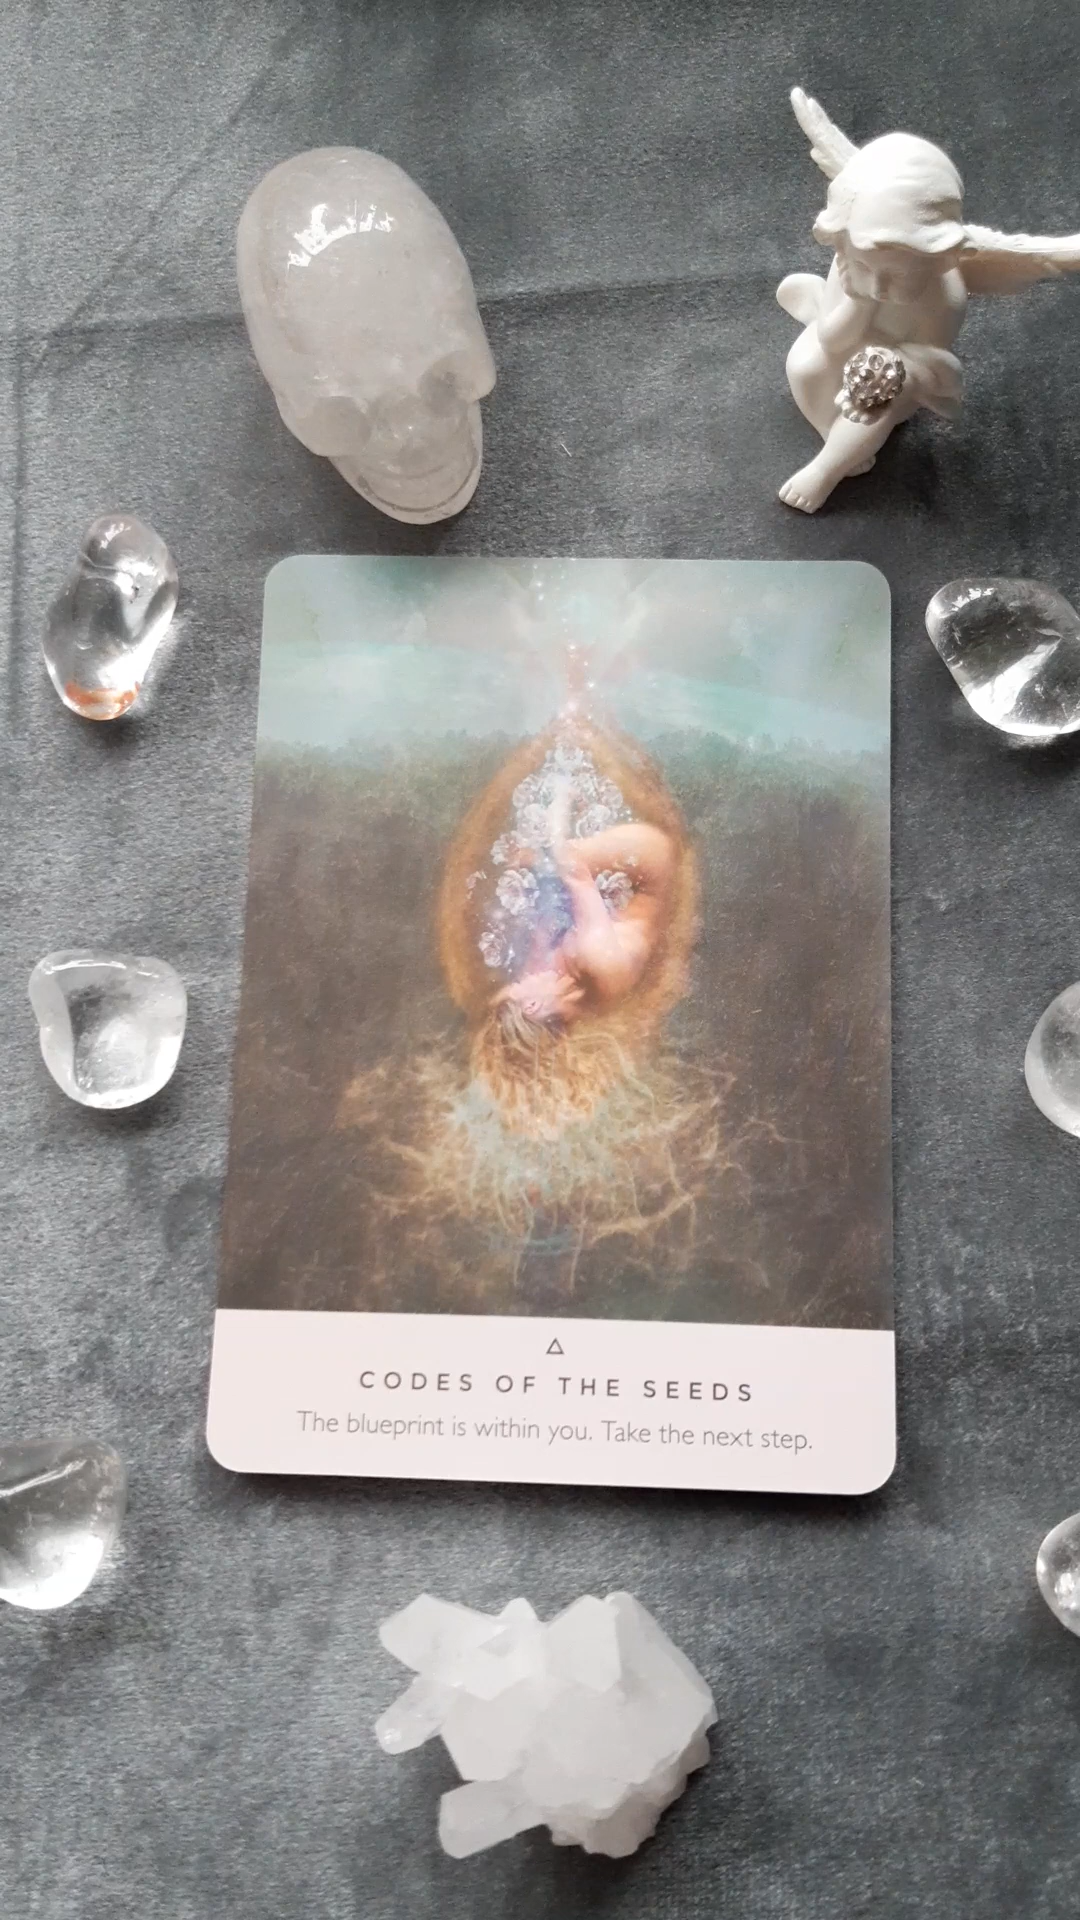 CODES OF THE SEEDS
The blueprint is within you. Take the next step.